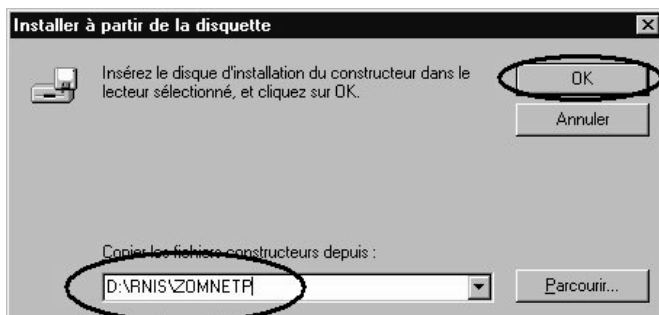 Installer à partir de la disquette
Insérez le disque d'installation du constructeur dans le
lecteur sélectionné, et cliquez sur OK.
OK
Annuler
Copier les fichiers constructeurs depuis :
D:\RNIS\ZOMNETP
Parcourir...